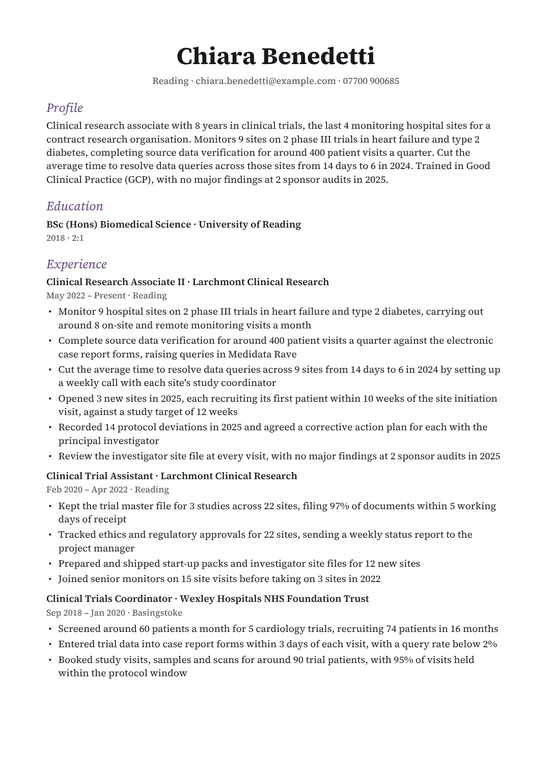 Chiara Benedetti
Reading · chiara.benedetti@example.com · 07700 900685
Profile
Clinical research associate with 8 years in clinical trials, the last 4 monitoring hospital sites for a
contract research organisation. Monitors 9 sites on 2 phase III trials in heart failure and type 2
diabetes, completing source data verification for around 400 patient visits a quarter. Cut the
average time to resolve data queries across those sites from 14 days to 6 in 2024. Trained in Good
Clinical Practice (GCP), with no major findings at 2 sponsor audits in 2025.
Education
BSc (Hons) Biomedical Science · University of Reading
2018 · 2:1
Experience
Clinical Research Associate II · Larchmont Clinical Research
May 2022 – Present · Reading
• Monitor 9 hospital sites on 2 phase III trials in heart failure and type 2 diabetes, carrying out
around 8 on-site and remote monitoring visits a month
• Complete source data verification for around 400 patient visits a quarter against the electronic
case report forms, raising queries in Medidata Rave
• Cut the average time to resolve data queries across 9 sites from 14 days to 6 in 2024 by setting up
a weekly call with each site's study coordinator
• Opened 3 new sites in 2025, each recruiting its first patient within 10 weeks of the site initiation
visit, against a study target of 12 weeks
• Recorded 14 protocol deviations in 2025 and agreed a corrective action plan for each with the
principal investigator
• Review the investigator site file at every visit, with no major findings at 2 sponsor audits in 2025
Clinical Trial Assistant · Larchmont Clinical Research
Feb 2020 – Apr 2022 · Reading
• Kept the trial master file for 3 studies across 22 sites, filing 97% of documents within 5 working
days of receipt
• Tracked ethics and regulatory approvals for 22 sites, sending a weekly status report to the
project manager
• Prepared and shipped start-up packs and investigator site files for 12 new sites
• Joined senior monitors on 15 site visits before taking on 3 sites in 2022
Clinical Trials Coordinator · Wexley Hospitals NHS Foundation Trust
Sep 2018 – Jan 2020 · Basingstoke
• Screened around 60 patients a month for 5 cardiology trials, recruiting 74 patients in 16 months
• Entered trial data into case report forms within 3 days of each visit, with a query rate below 2%
• Booked study visits, samples and scans for around 90 trial patients, with 95% of visits held
within the protocol window